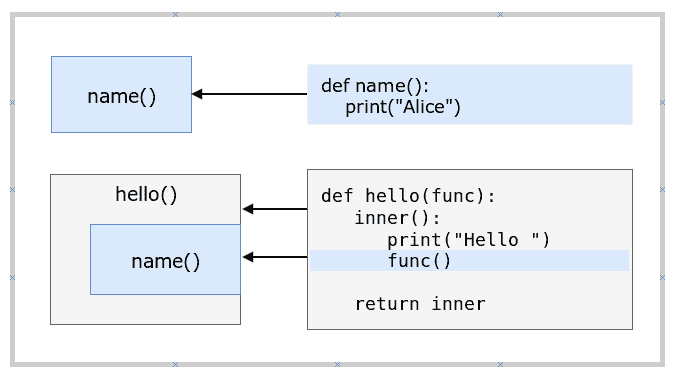 name()
def name():
print("Alice")
hello()
name()
def hello(func):
inner():
print("Hello ")
func()
return inner